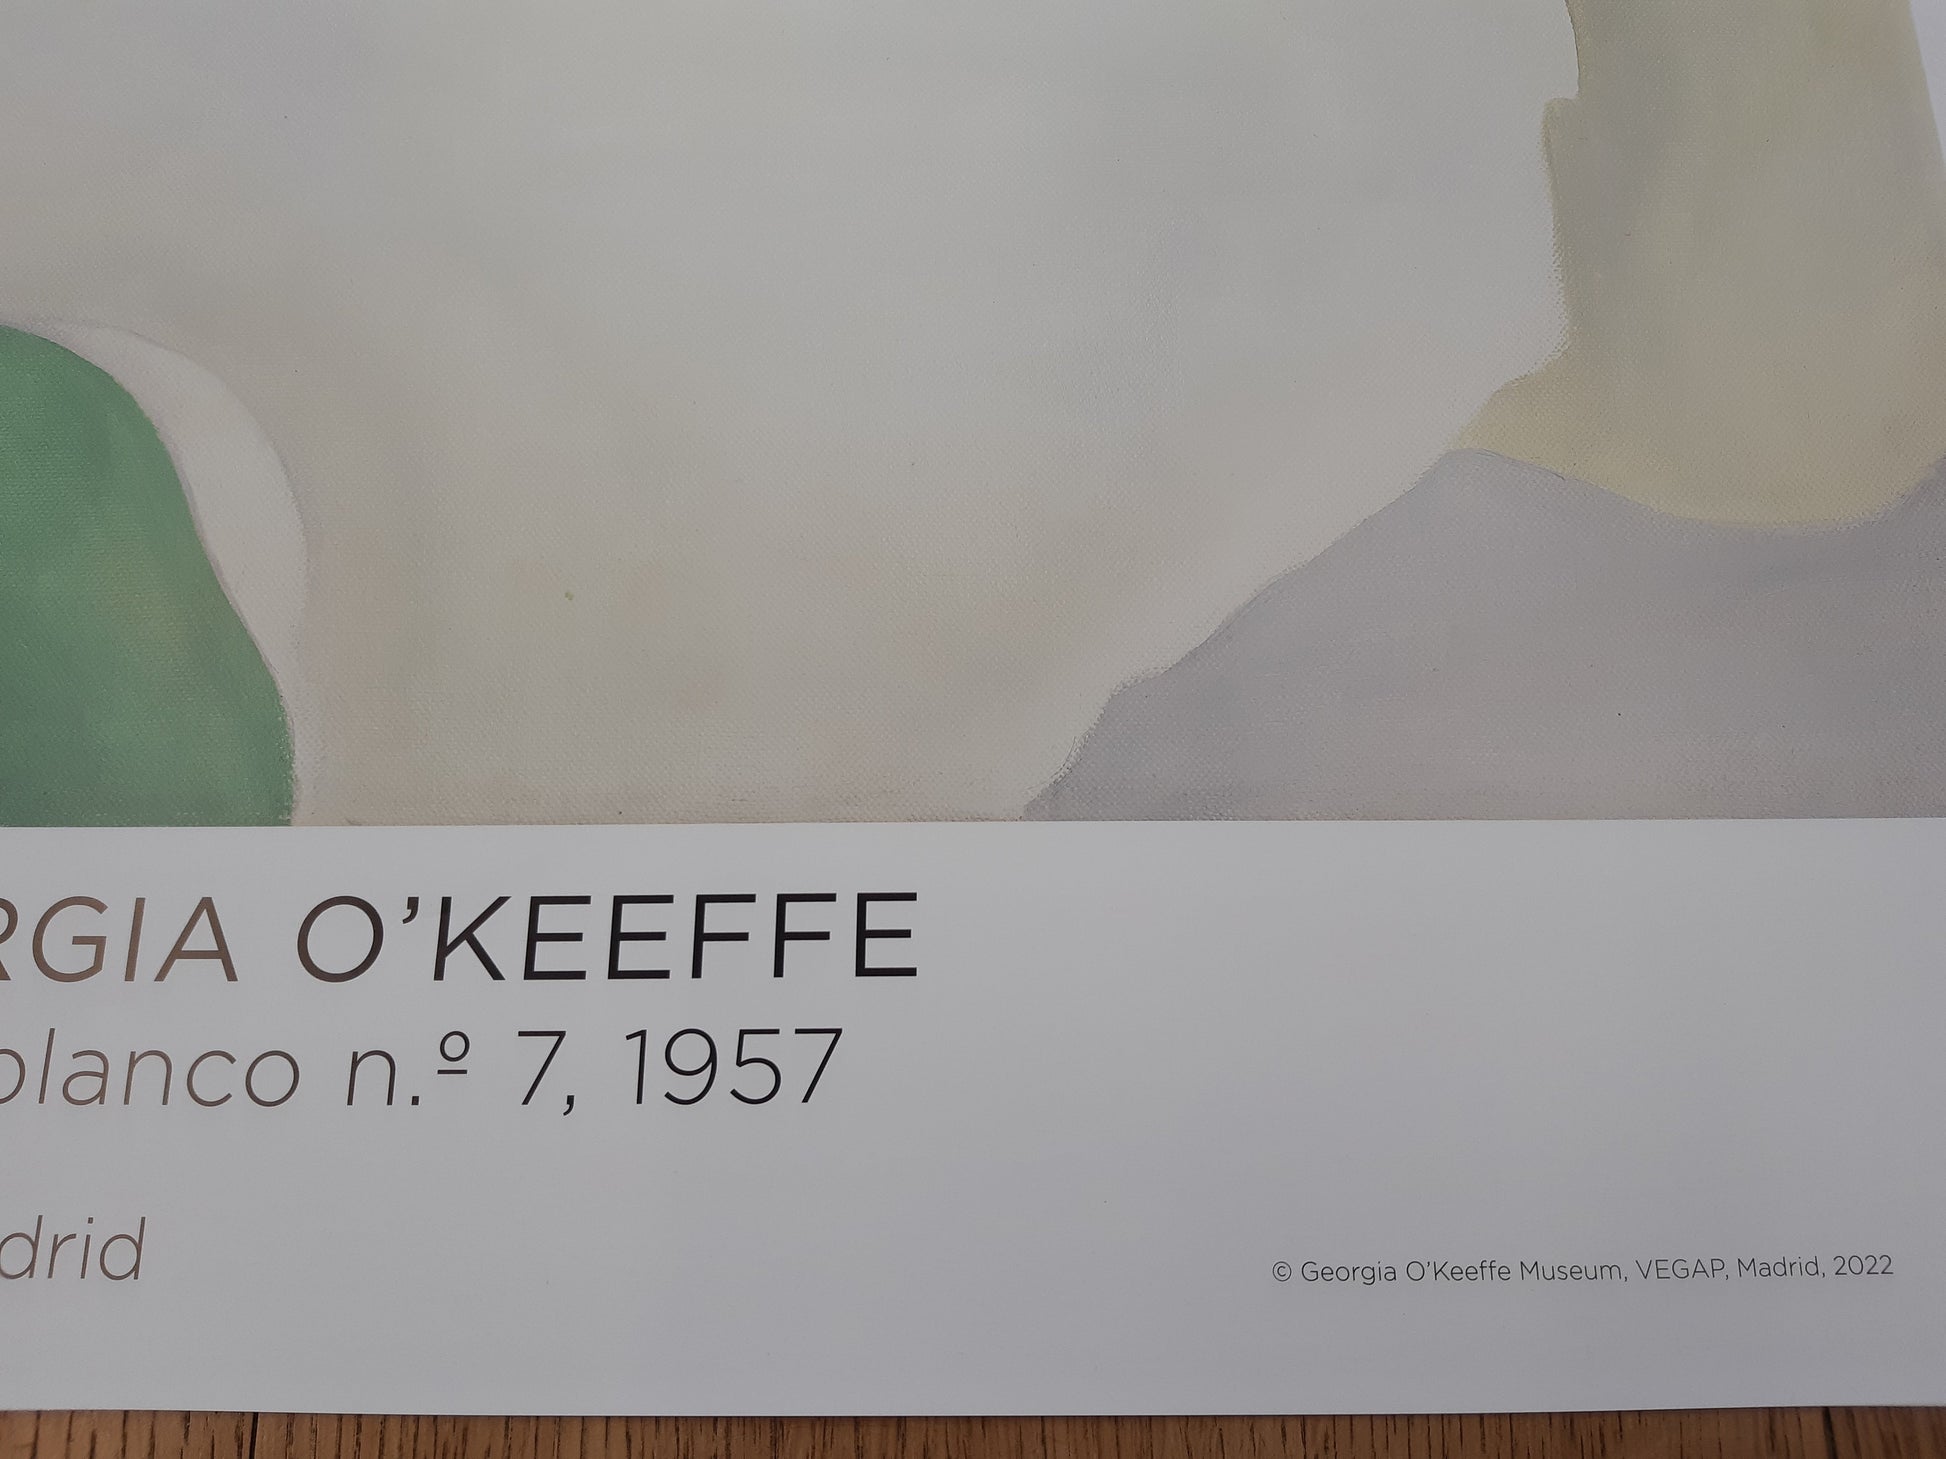 RGIA O'KEEFFE
blanco n.º 7, 1957
drid
© Georgia O'Keeffe Museum, VEGAP, Madrid, 2022